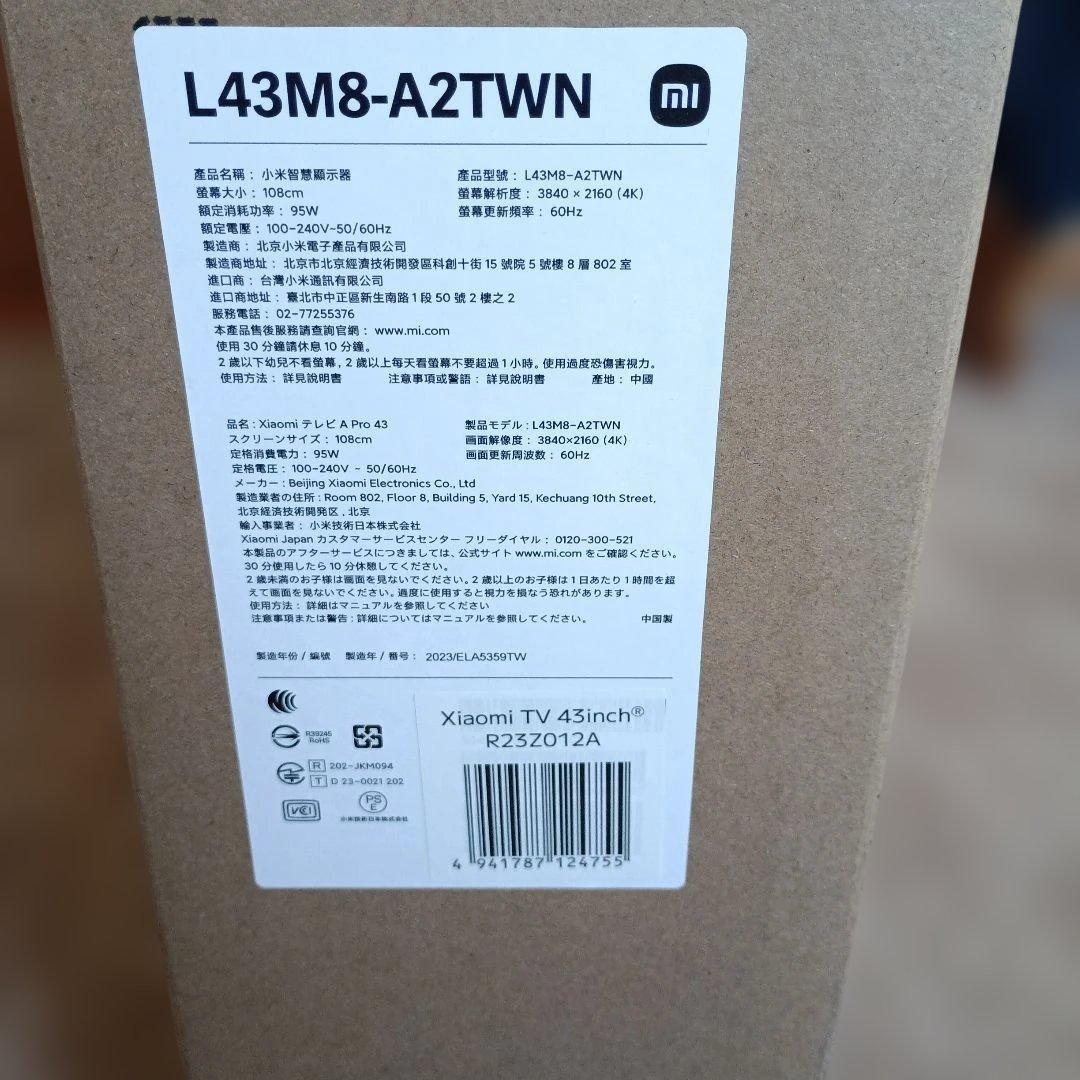 L43M8-A2TWN
mi
產品名稱：小米智慧顯示器 產品型號：L43M8-A2TWN
螢幕大小：108cm 螢幕解析度：3840 × 2160 (4K)
額定消耗功率：95W 螢幕更新頻率：60Hz
額定電壓：100-240V~50/60Hz
製造商：北京小米電子產品有限公司
製造商地址：北京市北京經濟技術開發區科創十街 15 號院 5 號樓 8 層 802 室
進口商：台灣小米通訊有限公司
進口商地址：臺北市中正區新生南路 1 段 50 號 2 樓之 2
服務電話：02-77255376
本產品售後服務請查詢官網：www.mi.com
使用 30 分鐘請休息 10 分鐘。
2 歲以下幼兒不看螢幕，2 歲以上每天看螢幕不要超過 1 小時。使用過度恐傷害視力。
使用方法：詳見說明書 注意事項或警語：詳見說明書 產地：中國
品名：Xiaomi テレビ A Pro 43 製品モデル：L43M8-A2TWN
スクリーンサイズ：108cm 画面解像度：3840×2160 (4K)
定格消費電力：95W 画面更新周波数：60Hz
定格電圧：100-240V ~ 50/60Hz
メーカー：Beijing Xiaomi Electronics Co., Ltd
製造業者の住所：Room 802, Floor 8, Building 5, Yard 15, Kechuang 10th Street,
北京経済技術開発区，北京
輸入事業者：小米技術日本株式会社
Xiaomi Japan カスタマーサービスセンター フリーダイヤル：0120-300-521
本製品のアフターサービスにつきましては、公式サイト www.mi.com をご確認ください。
30 分使用したら 10 分休憩してください。
2 歳未満のお子様は画面を見ないでください。2 歳以上のお子様は 1 日あたり 1 時間を超
えて画面を見ないでください。過度に使用すると視力を損なう恐れがあります。
使用方法：詳細はマニュアルを参照してください
注意事項または警告：詳細についてはマニュアルを参照してください。 中国製
製造年份 / 編號 製造年 / 番号：2023/ELA5359TW
Xiaomi TV 43inch®
R23Z012A
R39245
RoHS
R 202-JKM094
T D 23-0021 202
VCCI
PS
E
小米技術日本株式会社
4 941787 124755